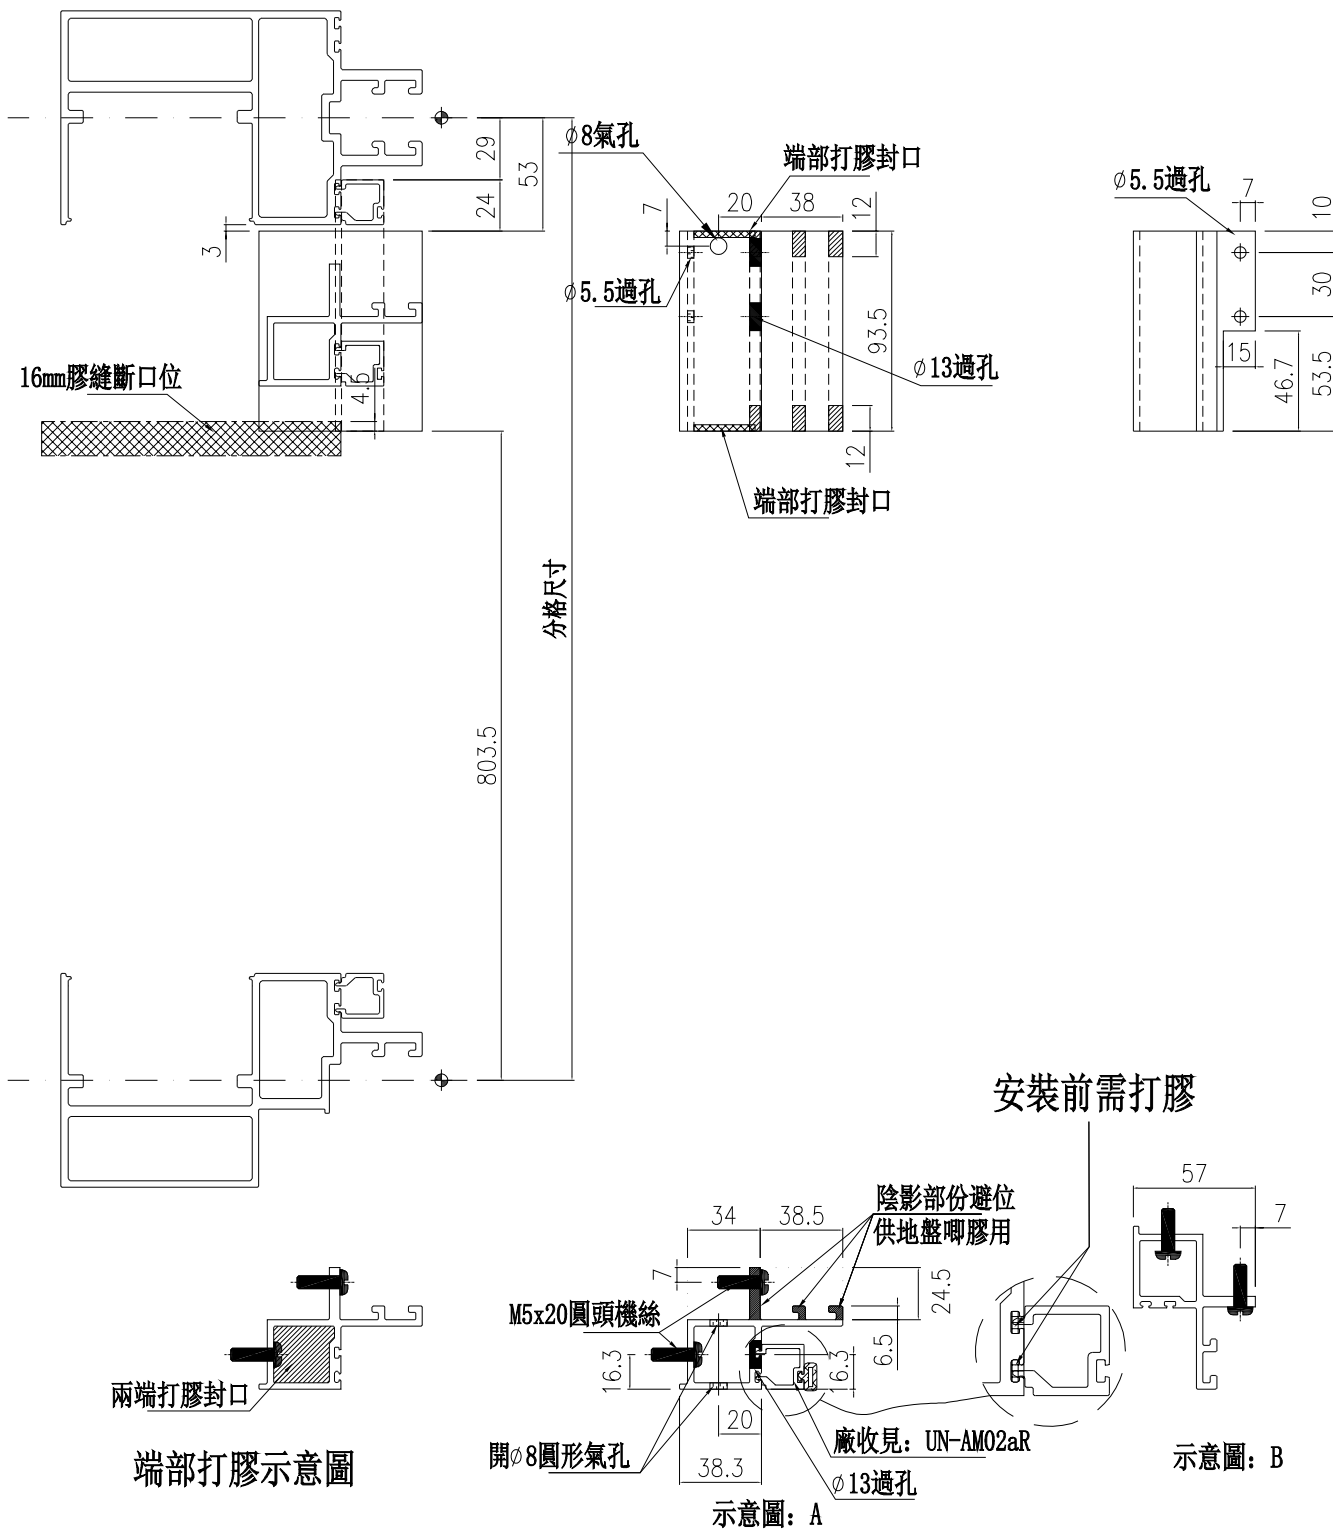 29
53
24
3
16mm膠縫斷口位
4.5
803.5
分格尺寸
∅8氣孔
端部打膠封口
7
20
38
12
∅5.5過孔
93.5
∅13過孔
12
端部打膠封口
∅5.5過孔
7
10
30
15
46.7
53.5
安裝前需打膠
57
7
示意圖：B
兩端打膠封口
端部打膠示意圖
34
38.5
陰影部份避位
供地盤唧膠用
7
24.5
M5x20圓頭機絲
6.5
16.3
16.3
20
開∅8圓形氣孔
38.3
廠收見：UN-AM02aR
∅13過孔
示意圖：A